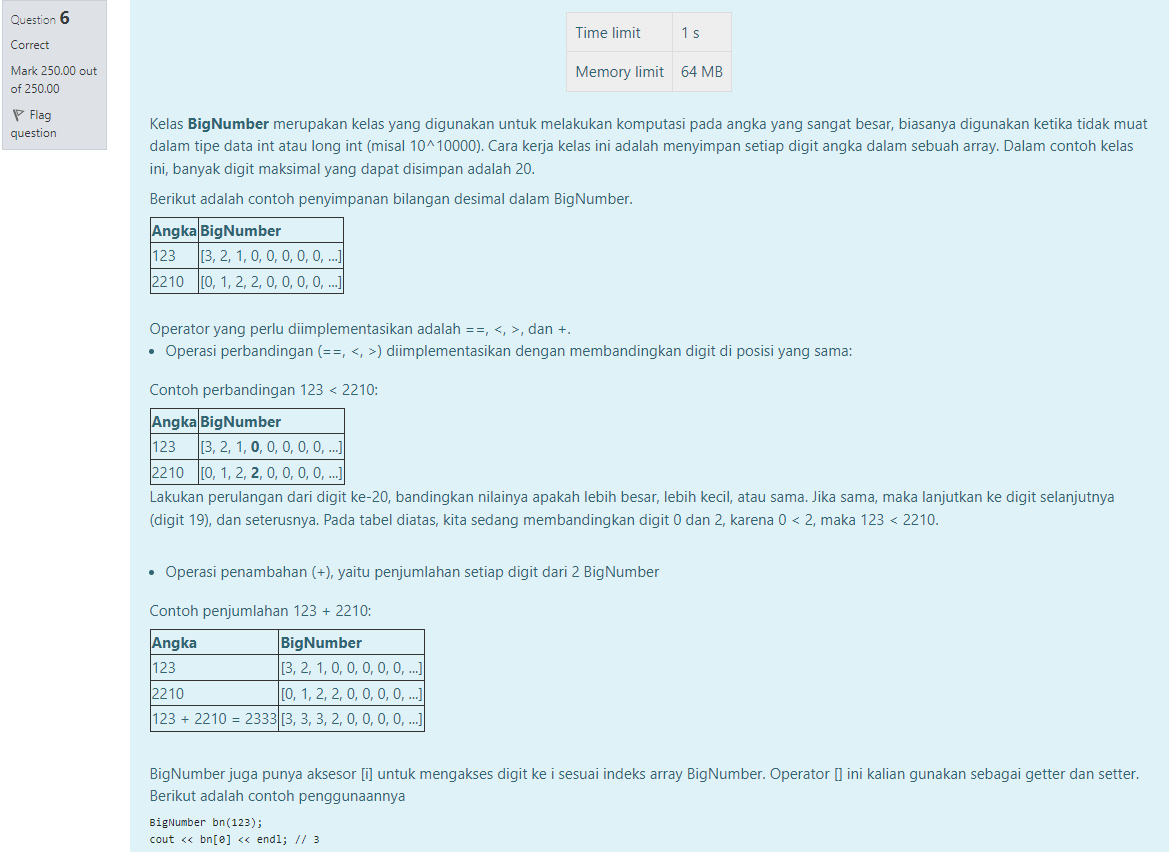 Question 6
Correct
Mark 250.00 out
of 250.00
Flag
question
Time limit 1 s
Memory limit 64 MB
Kelas BigNumber merupakan kelas yang digunakan untuk melakukan komputasi pada angka yang sangat besar, biasanya digunakan ketika tidak muat
dalam tipe data int atau long int (misal 10^10000). Cara kerja kelas ini adalah menyimpan setiap digit angka dalam sebuah array. Dalam contoh kelas
ini, banyak digit maksimal yang dapat disimpan adalah 20.
Berikut adalah contoh penyimpanan bilangan desimal dalam BigNumber.
Angka BigNumber
123 [3, 2, 1, 0, 0, 0, 0, 0, ...]
2210 [0, 1, 2, 2, 0, 0, 0, 0, ...]
Operator yang perlu diimplementasikan adalah ==, <, >, dan +.
• Operasi perbandingan (==, <, >) diimplementasikan dengan membandingkan digit di posisi yang sama:
Contoh perbandingan 123 < 2210:
Angka BigNumber
123 [3, 2, 1, 0, 0, 0, 0, 0, ...]
2210 [0, 1, 2, 2, 0, 0, 0, 0, ...]
Lakukan perulangan dari digit ke-20, bandingkan nilainya apakah lebih besar, lebih kecil, atau sama. Jika sama, maka lanjutkan ke digit selanjutnya
(digit 19), dan seterusnya. Pada tabel diatas, kita sedang membandingkan digit 0 dan 2, karena 0 < 2, maka 123 < 2210.
• Operasi penambahan (+), yaitu penjumlahan setiap digit dari 2 BigNumber
Contoh penjumlahan 123 + 2210:
Angka BigNumber
123 [3, 2, 1, 0, 0, 0, 0, 0, ...]
2210 [0, 1, 2, 2, 0, 0, 0, 0, ...]
123 + 2210 = 2333 [3, 3, 3, 2, 0, 0, 0, 0, ...]
BigNumber juga punya aksesor [i] untuk mengakses digit ke i sesuai indeks array BigNumber. Operator [] ini kalian gunakan sebagai getter dan setter.
Berikut adalah contoh penggunaannya
BigNumber bn(123);
cout << bn[0] << endl; // 3